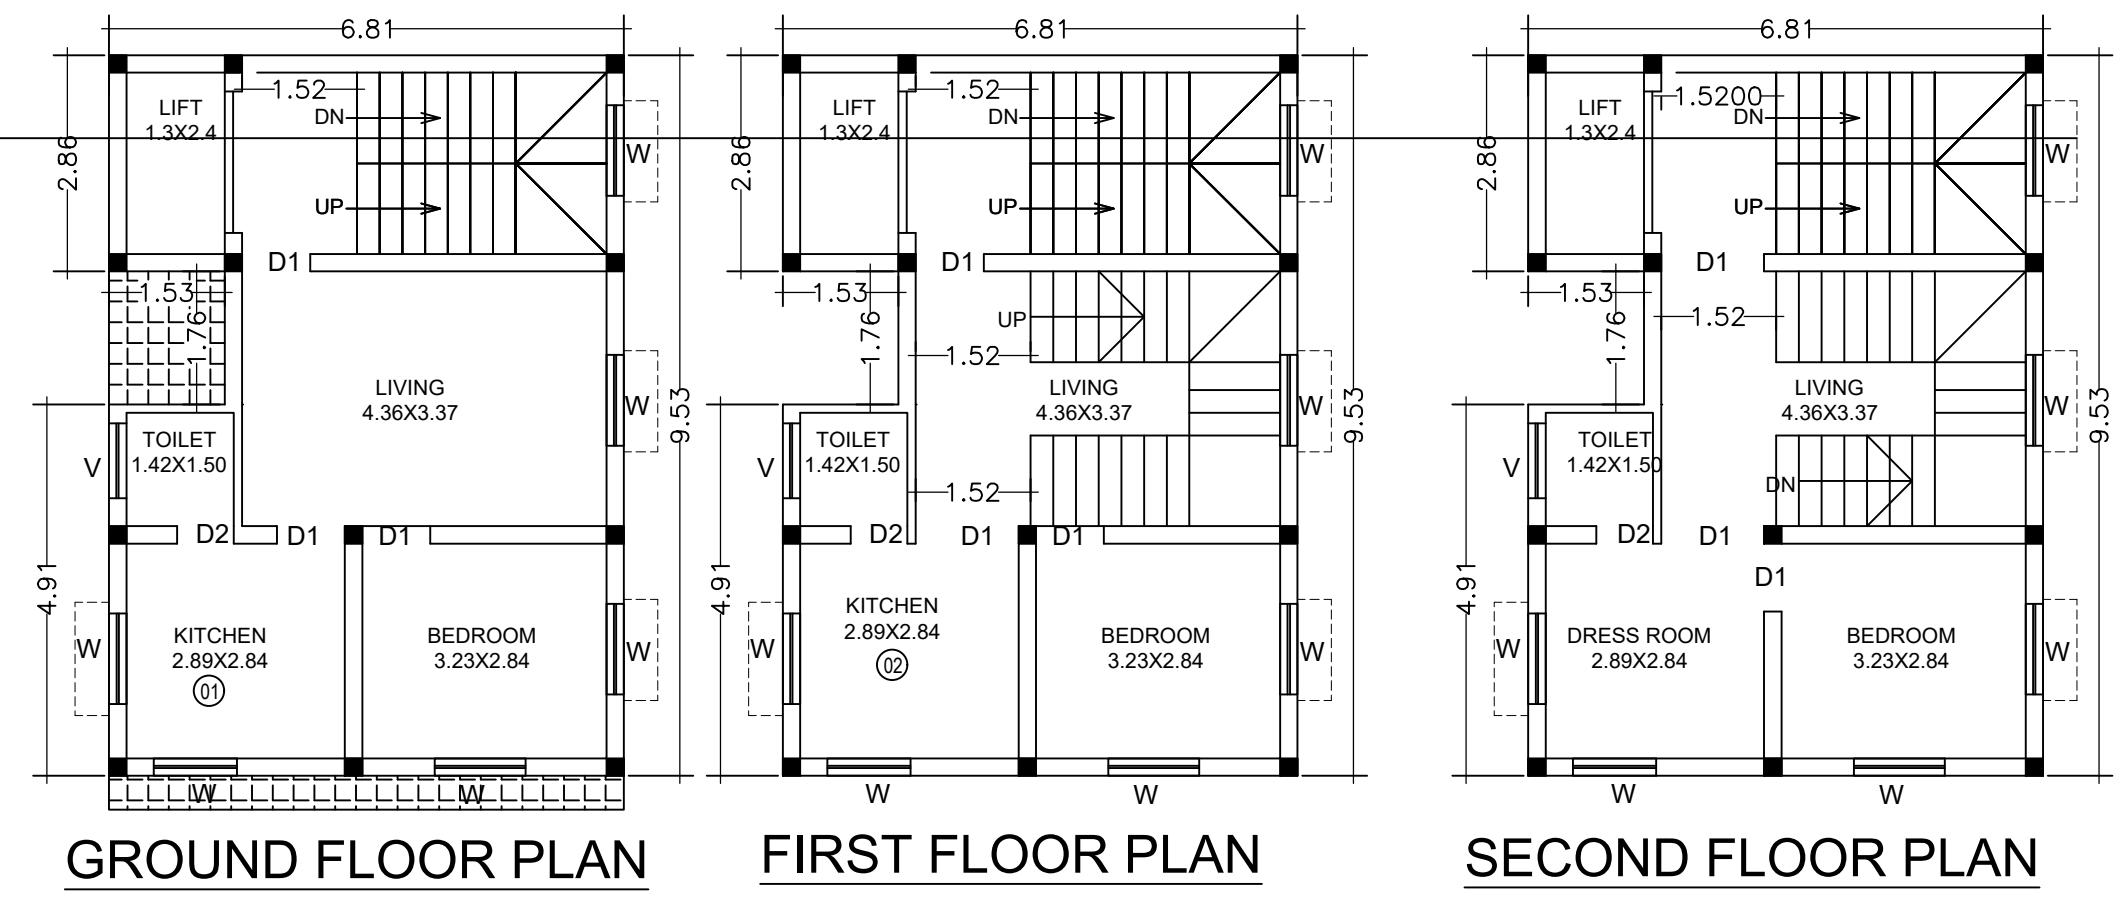 6.81
LIFT
1.3X2.4
1.52
DN
UP
W
2.86
D1
1.53
1.76
LIVING
4.36X3.37
W
9.53
TOILET
1.42X1.50
V
D2
D1
D1
4.91
KITCHEN
2.89X2.84
01
W
BEDROOM
3.23X2.84
W
W
W
GROUND FLOOR PLAN
6.81
LIFT
1.3X2.4
1.52
DN
UP
W
2.86
D1
1.53
1.76
UP
1.52
LIVING
4.36X3.37
W
9.53
TOILET
1.42X1.50
V
1.52
D2
D1
D1
4.91
KITCHEN
2.89X2.84
02
W
BEDROOM
3.23X2.84
W
W
W
FIRST FLOOR PLAN
6.81
LIFT
1.3X2.4
1.5200
DN
UP
W
2.86
D1
1.53
1.76
1.52
LIVING
4.36X3.37
W
9.53
TOILET
1.42X1.50
V
DN
D2
D1
D1
4.91
DRESS ROOM
2.89X2.84
W
BEDROOM
3.23X2.84
W
W
W
SECOND FLOOR PLAN